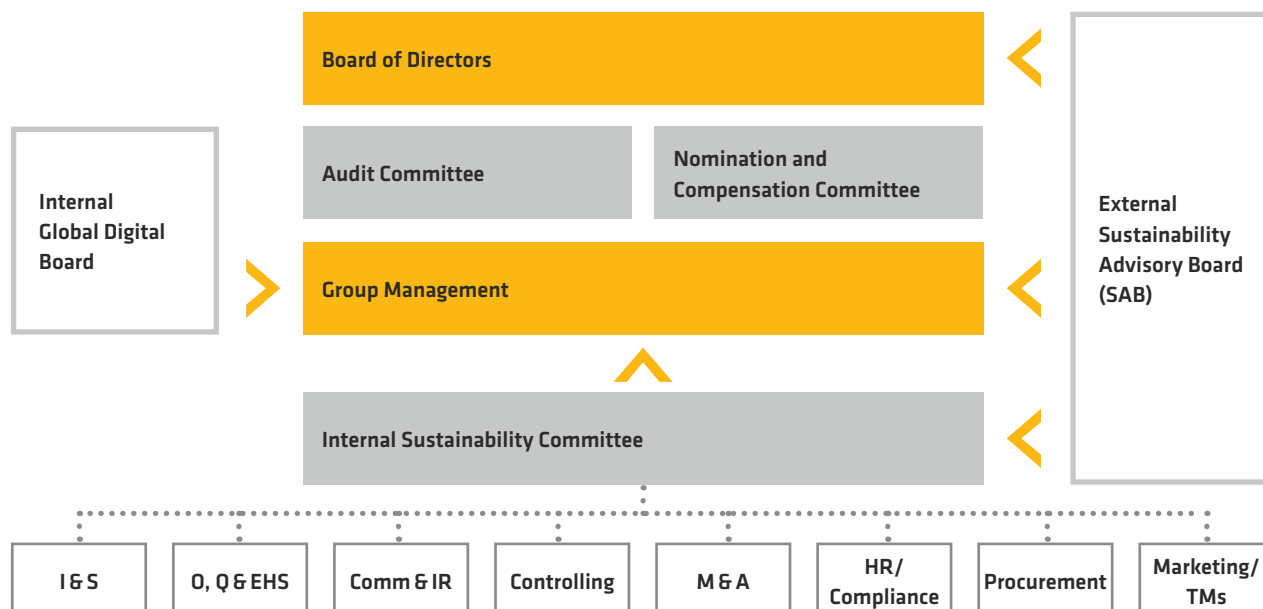 Board of Directors
Audit Committee
Nomination and
Compensation Committee
Internal
Global Digital
Board
External
Sustainability
Advisory Board
(SAB)
Group Management
Internal Sustainability Committee
I & S
O, Q & EHS
Comm & IR
Controlling
M & A
HR/
Compliance
Procurement
Marketing/
TMs